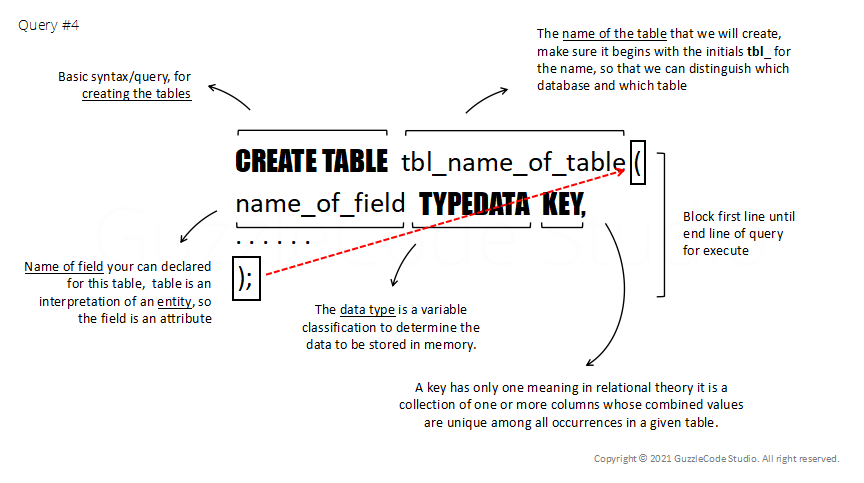 Query #4
The name of the table that we will create,
make sure it begins with the initials tbl_ for
the name, so that we can distinguish which
database and which table
Basic syntax/query, for
creating the tables
CREATE TABLE tbl_name_of_table (
name_of_field TYPEDATA KEY,
. . . . . .
);
Block first line until
end line of query
for execute
Name of field your can declared
for this table, table is an
interpretation of an entity, so
the field is an attribute
The data type is a variable
classification to determine the
data to be stored in memory.
A key has only one meaning in relational theory it is a
collection of one or more columns whose combined values
are unique among all occurrences in a given table.
Copyright © 2021 GuzzleCode Studio. All right reserved.